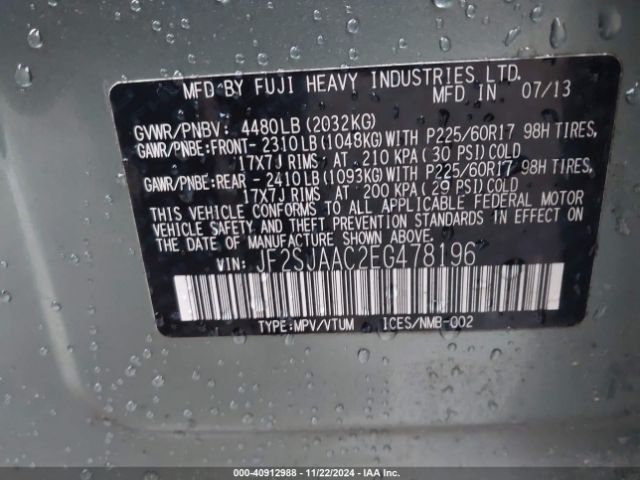 MFD BY FUJI HEAVY INDUSTRIES LTD.
MFD IN 07/13
GVWR/PNBV: 4480LB (2032KG)
GAWR/PNBE:FRONT- 2310LB (1048KG)WITH P225/60R17 98H TIRES,
17X7J RIMS, AT 210 KPA (30 PSI)COLD
GAWR/PNBE:REAR - 2410LB (1093KG)WITH P225/60R17 98H TIRES,
17X7J RIMS, AT 200 KPA (29 PSI)COLD
THIS VEHICLE CONFORMS TO ALL APPLICABLE FEDERAL MOTOR
VEHICLE SAFETY AND THEFT PREVENTION STANDARDS IN EFFECT ON
THE DATE OF MANUFACTURE SHOWN ABOVE.
VIN: JF2SJAAC2EG478196
TYPE:MPV/VTUM ICES/NMB-002
000-40912988 - 11/22/2024 - IAA Inc.